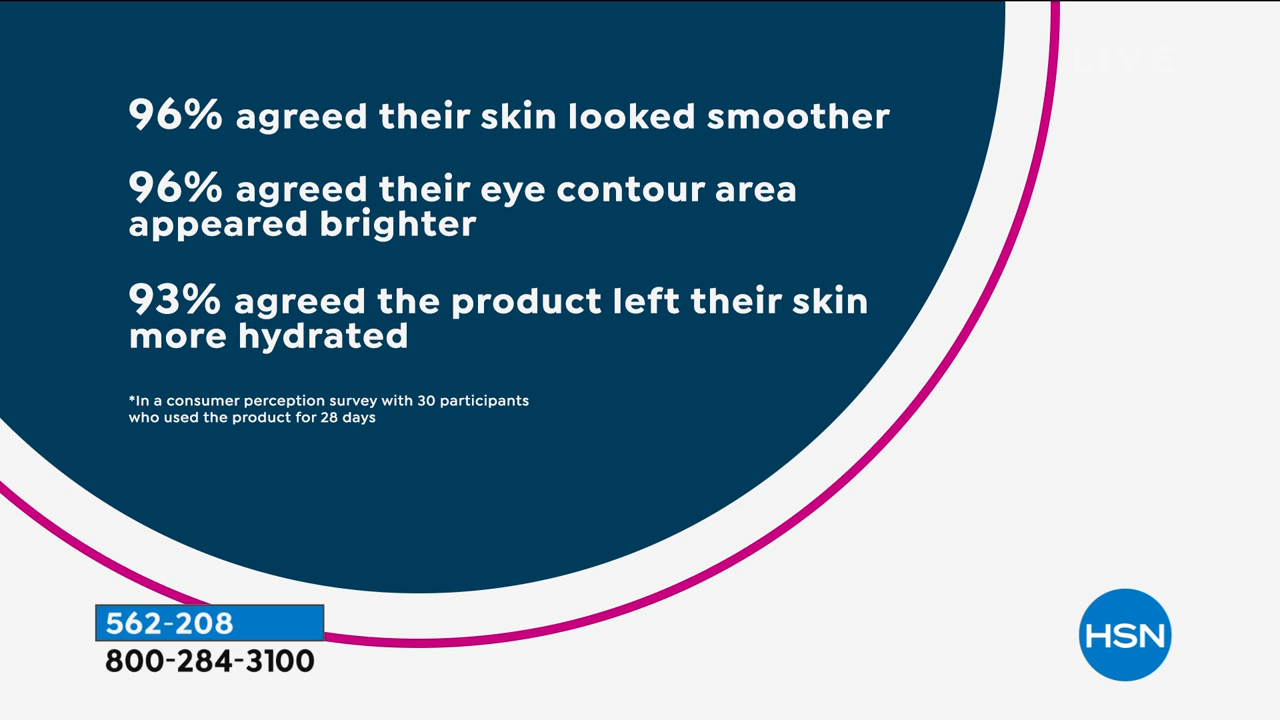 LIVE
96% agreed their skin looked smoother
96% agreed their eye contour area
appeared brighter
93% agreed the product left their skin
more hydrated
*In a consumer perception survey with 30 participants
who used the product for 28 days
562-208
800-284-3100
HSN